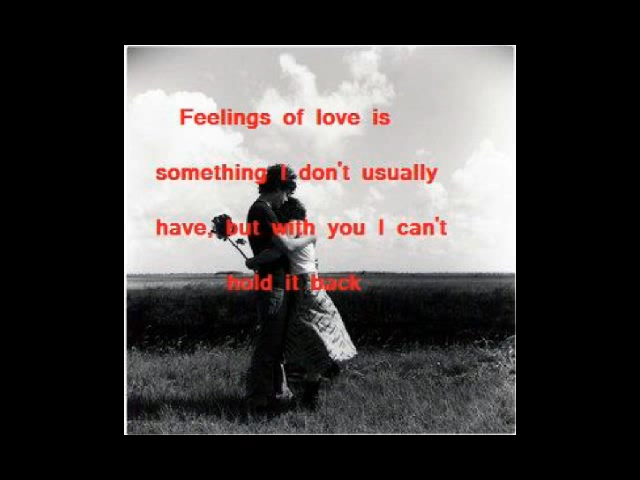 Feelings of love is
something I don't usually
have, but with you I can't
hold it back